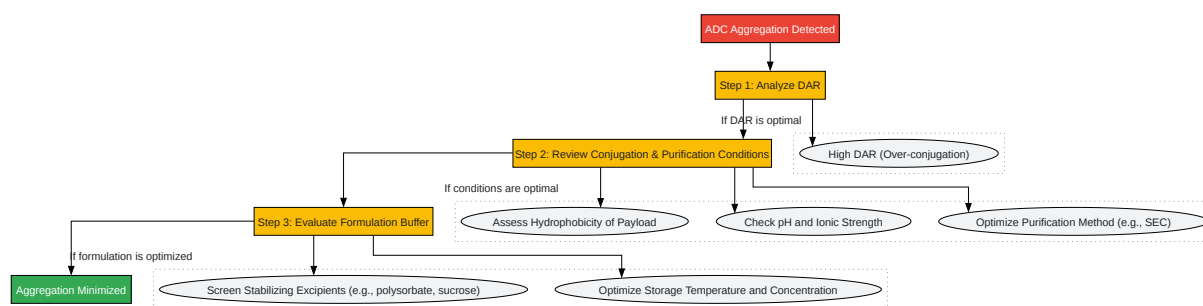 ADC Aggregation Detected
Step 1: Analyze DAR
If DAR is optimal
Step 2: Review Conjugation & Purification Conditions
High DAR (Over-conjugation)
If conditions are optimal
Step 3: Evaluate Formulation Buffer
Assess Hydrophobicity of Payload
Check pH and Ionic Strength
Optimize Purification Method (e.g., SEC)
If formulation is optimized
Aggregation Minimized
Screen Stabilizing Excipients (e.g., polysorbate, sucrose)
Optimize Storage Temperature and Concentration